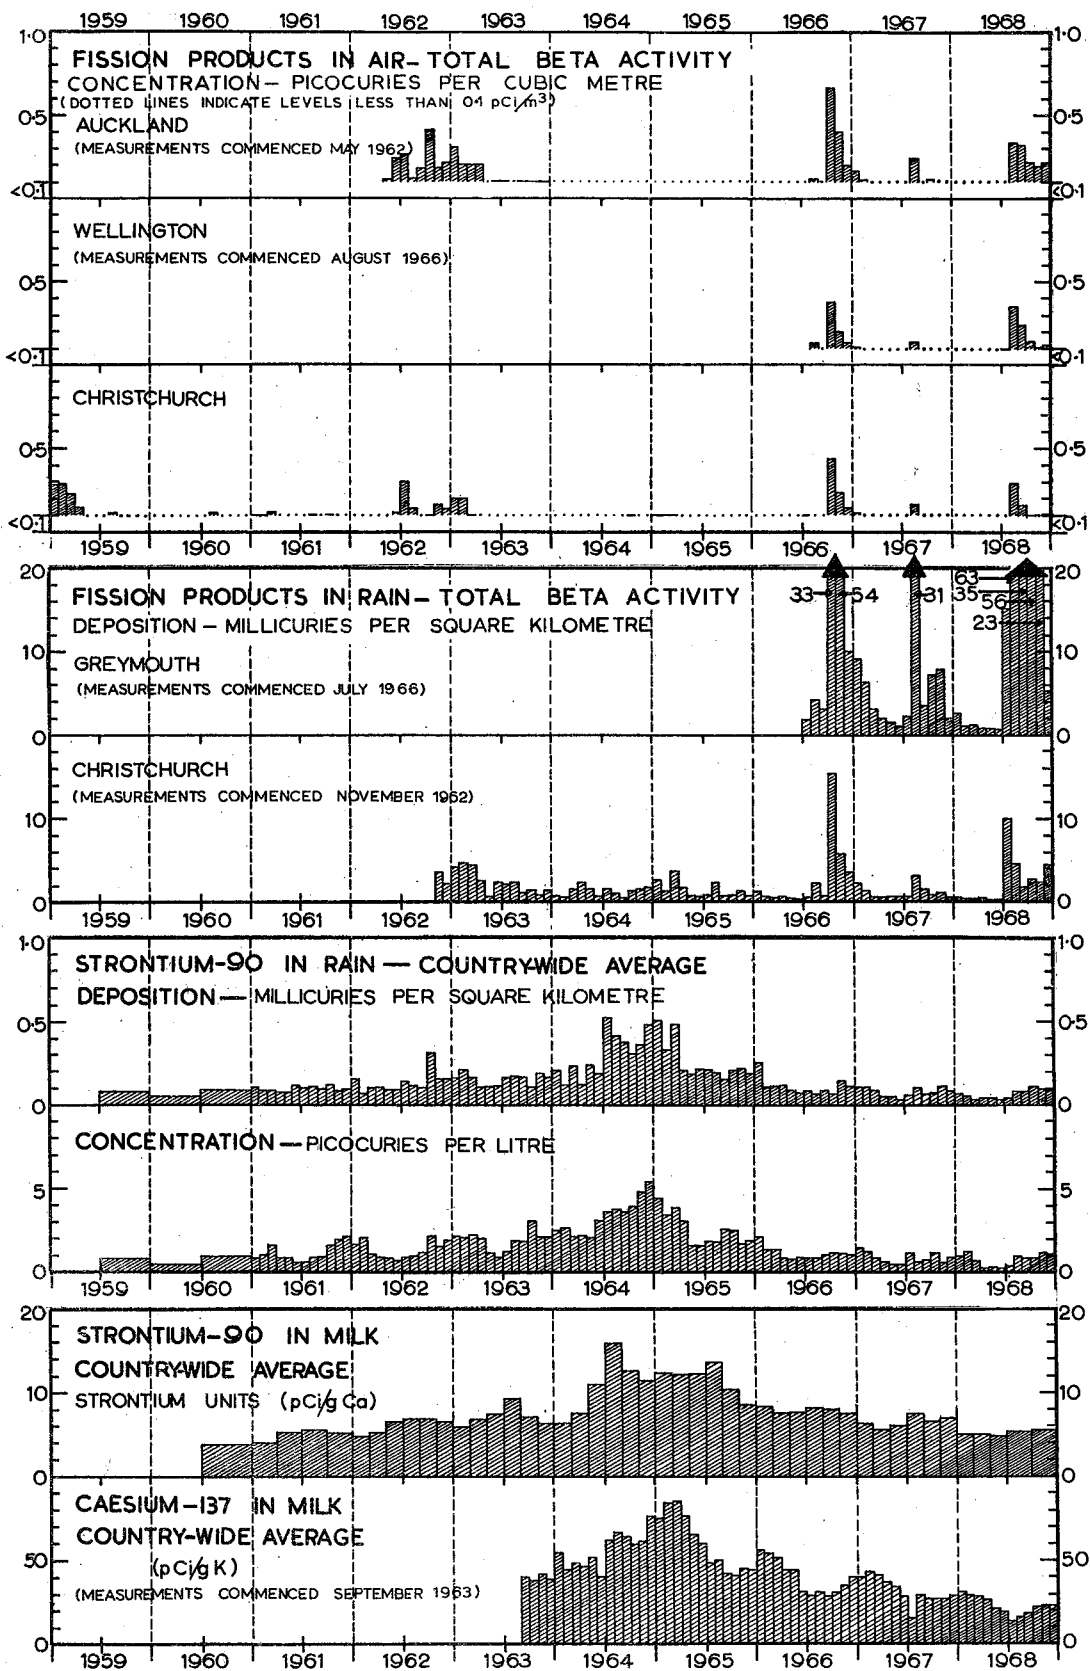 1959 1960 1961 1962 1963 1964 1965 1966 1967 1968
1·0 1·0
FISSION PRODUCTS IN AIR — TOTAL BETA ACTIVITY
CONCENTRATION — PICOCURIES PER CUBIC METRE
(DOTTED LINES INDICATE LEVELS LESS THAN 0·1 pCi/m³)
0·5 0·5
AUCKLAND
(MEASUREMENTS COMMENCED MAY 1962)
<0·1 <0·1
WELLINGTON
(MEASUREMENTS COMMENCED AUGUST 1966)
0·5 0·5
<0·1 <0·1
CHRISTCHURCH
0·5 0·5
<0·1 <0·1
1959 1960 1961 1962 1963 1964 1965 1966 1967 1968
20 20
63
FISSION PRODUCTS IN RAIN — TOTAL BETA ACTIVITY
33 54 31 35
56
DEPOSITION — MILLICURIES PER SQUARE KILOMETRE
23
10 10
GREYMOUTH
(MEASUREMENTS COMMENCED JULY 1966)
0 0
CHRISTCHURCH
(MEASUREMENTS COMMENCED NOVEMBER 1962)
10 10
0 0
1959 1960 1961 1962 1963 1964 1965 1966 1967 1968
1·0 1·0
STRONTIUM-90 IN RAIN — COUNTRY-WIDE AVERAGE
DEPOSITION — MILLICURIES PER SQUARE KILOMETRE
0·5 0·5
0 0
CONCENTRATION — PICOCURIES PER LITRE
5 5
0 0
1959 1960 1961 1962 1963 1964 1965 1966 1967 1968
20 20
STRONTIUM-90 IN MILK
COUNTRY-WIDE AVERAGE
10 10
STRONTIUM UNITS (pCi/g Ca)
0 0
CAESIUM-137 IN MILK
COUNTRY-WIDE AVERAGE
50 50
(pCi/g K)
(MEASUREMENTS COMMENCED SEPTEMBER 1963)
0 0
1959 1960 1961 1962 1963 1964 1965 1966 1967 1968